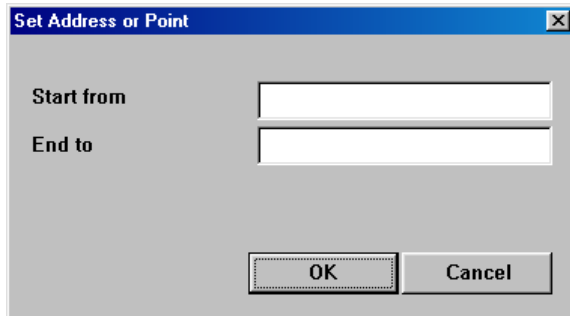 Set Address or Point
Start from
End to
OK
Cancel